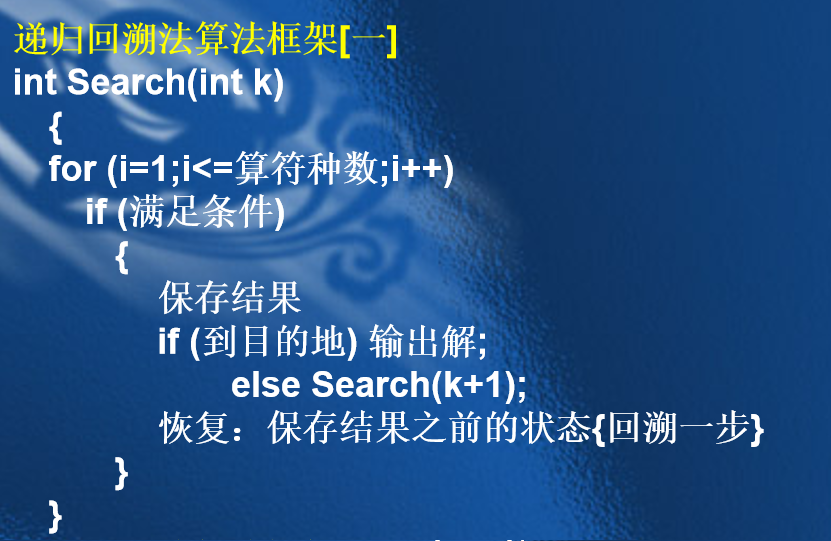 递归回溯法算法框架[一]
int Search(int k)
{
for (i=1;i<=算符种数;i++)
if (满足条件)
{
保存结果
if (到目的地) 输出解;
else Search(k+1);
恢复：保存结果之前的状态{回溯一步}
}
}